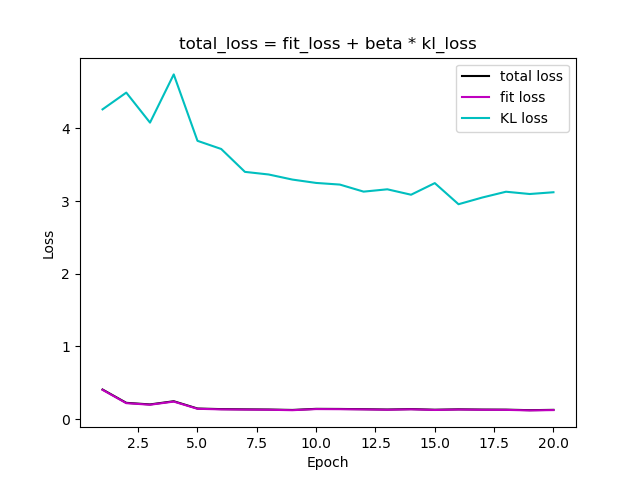 total_loss = fit_loss + beta * kl_loss
total loss
fit loss
KL loss
Loss
4
3
2
1
0
2.5 5.0 7.5 10.0 12.5 15.0 17.5 20.0
Epoch